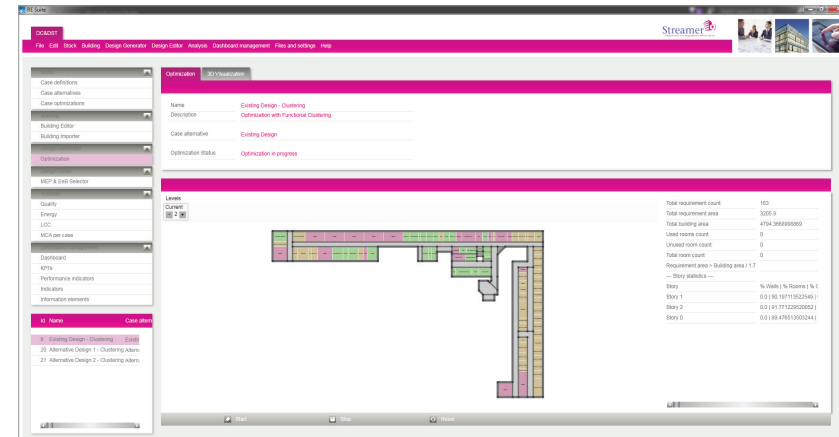 RE Suite
DC&DST
Streamer
File Edit Stock Building Design Generator Design Editor Analysis Dashboard management Files and settings Help
Case definitions
Case alternatives
Case optimizations
Building Editor
Building Importer
Optimization
MEP & EeB Selector
Quality
Energy
LCC
MCA per case
Dashboard
KPI's
Performance indicators
Indicators
Information elements
Id Name Case altern
9 Existing Design - Clustering Existin
20 Alternative Design 1 - Clustering Altern
21 Alternative Design 2 - Clustering Altern
Optimization 3D Visualization
Name Existing Design - Clustering
Description Optimization with Functional Clustering
Case alternative Existing Design
Optimization Status Optimization in progress
Levels
Current
- 2 +
Total requirement count 163
Total requirement area 3205.9
Total building area 4794.3668998869
Used rooms count 0
Unused room count 0
Total room count 0
Requirement area > Building area / 1.7
--- Story statistics ---
Story % Walls | % Rooms | % C
Story 1 0.0 | 90.197113522549 |
Story 2 0.0 | 91.771229520052 |
Story 0 0.0 | 89.476513503244 |
Start Stop Reset